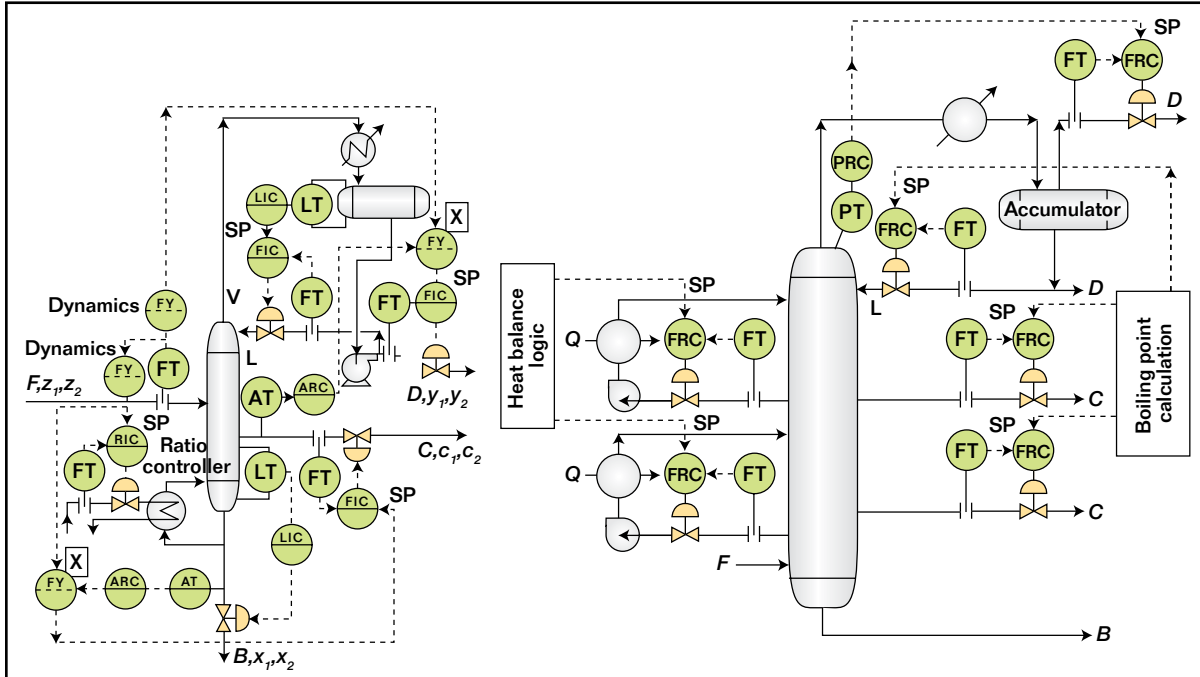 SP
FT
FRC
D
PRC
PT
SP
FRC
FT
Accumulator
L
D
LIC
LT
SP
FIC
X
FY
SP
FT
FT
FIC
V
L
Dynamics
FY
Dynamics
FY
FT
F,z1,z2
AT
ARC
D,y1,y2
SP
RIC
FT
Ratio
controller
LT
FT
C,c1,c2
FIC
SP
LIC
X
FY
ARC
AT
B,x1,x2
Heat balance
logic
SP
Q
FRC
FT
SP
Q
FRC
FT
F
SP
FT
FRC
C
SP
FT
FRC
C
Boiling point
calculation
B